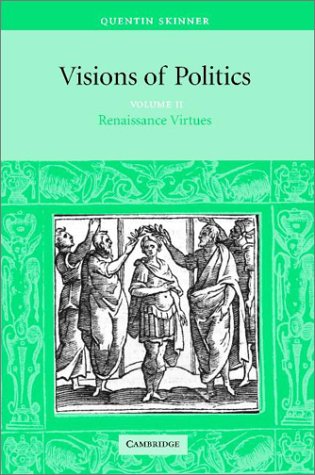 QUENTIN SKINNER
Visions of Politics
VOLUME II
Renaissance Virtues
CAMBRIDGE